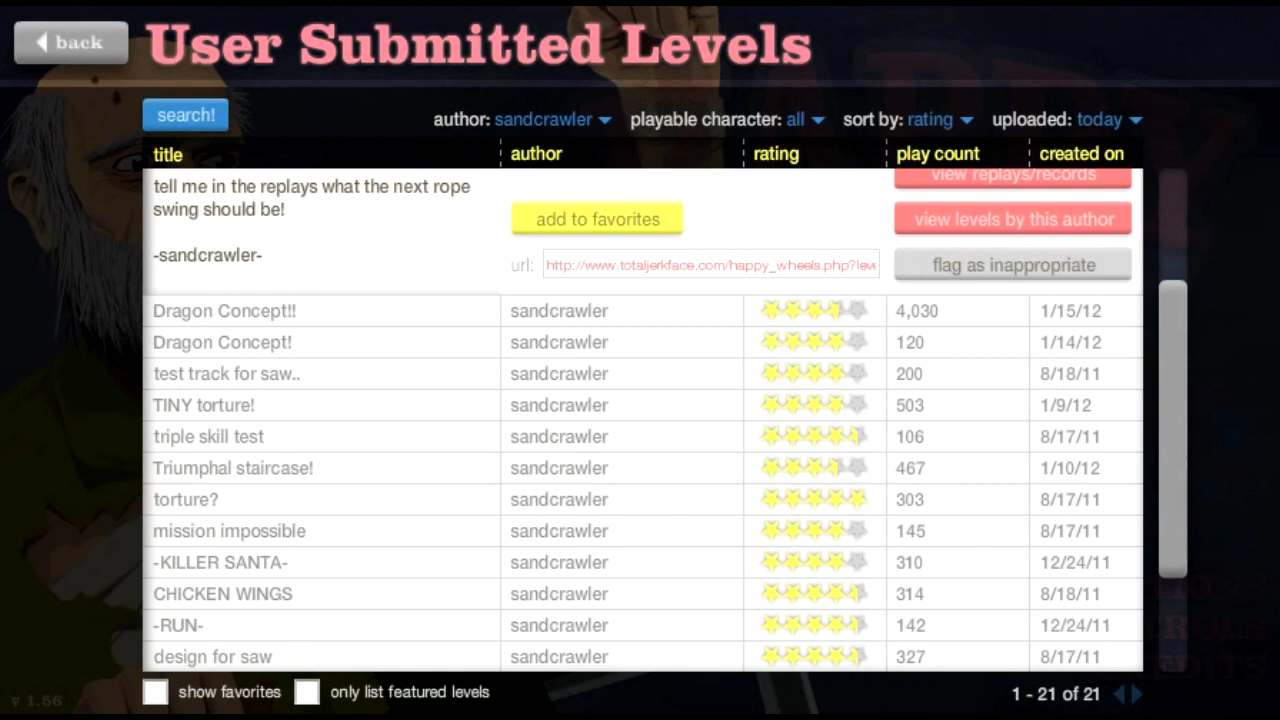 back
User Submitted Levels
search!
author: sandcrawler playable character: all sort by: rating uploaded: today
title author rating play count created on
view replays/records
tell me in the replays what the next rope
swing should be!
add to favorites
view levels by this author
-sandcrawler-
url: http://www.totaljerkface.com/happy_wheels.php?leve
flag as inappropriate
Dragon Concept!! sandcrawler 4,030 1/15/12
Dragon Concept! sandcrawler 120 1/14/12
test track for saw.. sandcrawler 200 8/18/11
TINY torture! sandcrawler 503 1/9/12
triple skill test sandcrawler 106 8/17/11
Triumphal staircase! sandcrawler 467 1/10/12
torture? sandcrawler 303 8/17/11
mission impossible sandcrawler 145 8/17/11
-KILLER SANTA- sandcrawler 310 12/24/11
CHICKEN WINGS sandcrawler 314 8/18/11
-RUN- sandcrawler 142 12/24/11
design for saw sandcrawler 327 8/17/11
show favorites only list featured levels 1 - 21 of 21
v 1.56